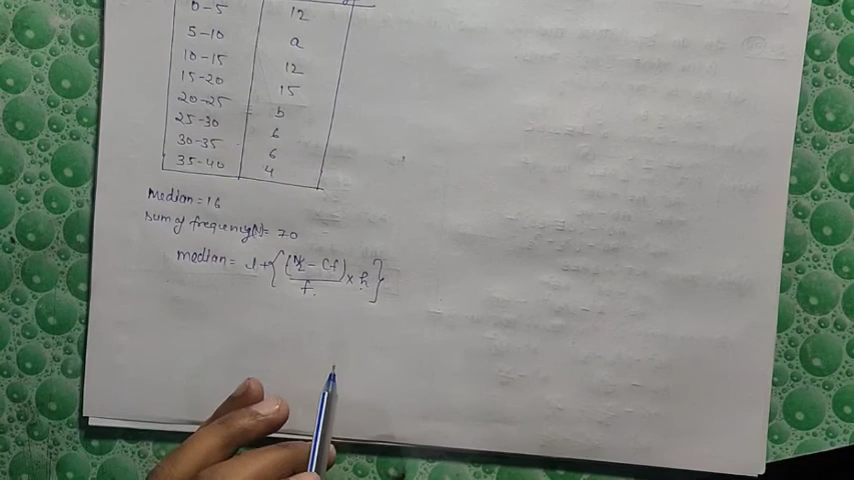 0-5 12
5-10 a
10-15 12
15-20 15
20-25 b
25-30 6
30-35 6
35-40 4
Median = 16
Sum of frequency(N) = 70
Median = l + {(N/2 - Cf)/f × h}